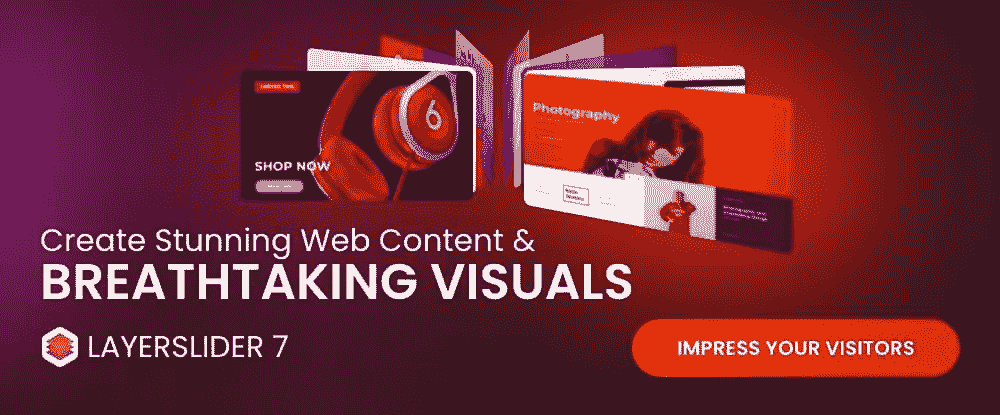 SHOP NOW
Photography
Create Stunning Web Content &
BREATHTAKING VISUALS
LAYERSLIDER 7
IMPRESS YOUR VISITORS